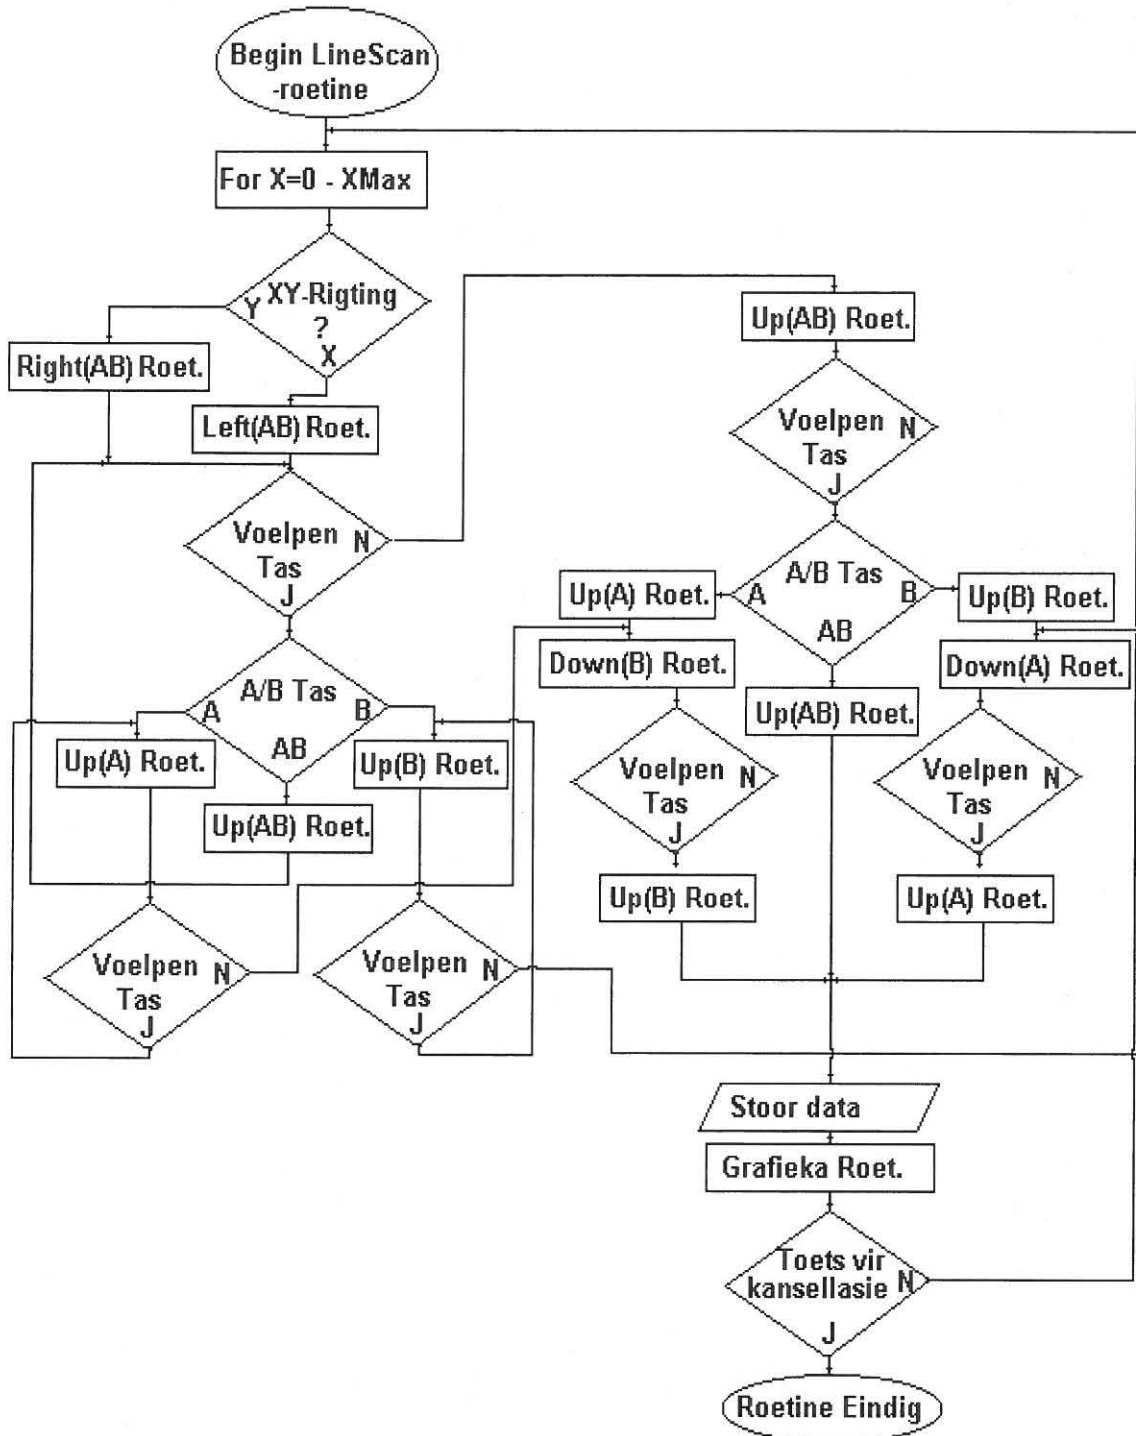 Begin LineScan
-roetine
For X=0 - XMax
XY-Rigting
?
Y
X
Right(AB) Roet.
Left(AB) Roet.
Voelpen
Tas
N
J
A/B Tas
A
B
AB
Up(A) Roet.
Up(B) Roet.
Up(AB) Roet.
Voelpen
Tas
N
J
Voelpen
Tas
N
J
Up(AB) Roet.
Voelpen
Tas
N
J
A/B Tas
A
B
AB
Up(A) Roet.
Up(B) Roet.
Down(B) Roet.
Down(A) Roet.
Up(AB) Roet.
Voelpen
Tas
N
J
Voelpen
Tas
N
J
Up(B) Roet.
Up(A) Roet.
Stoor data
Grafieka Roet.
Toets vir
kansellasie
N
J
Roetine Eindig